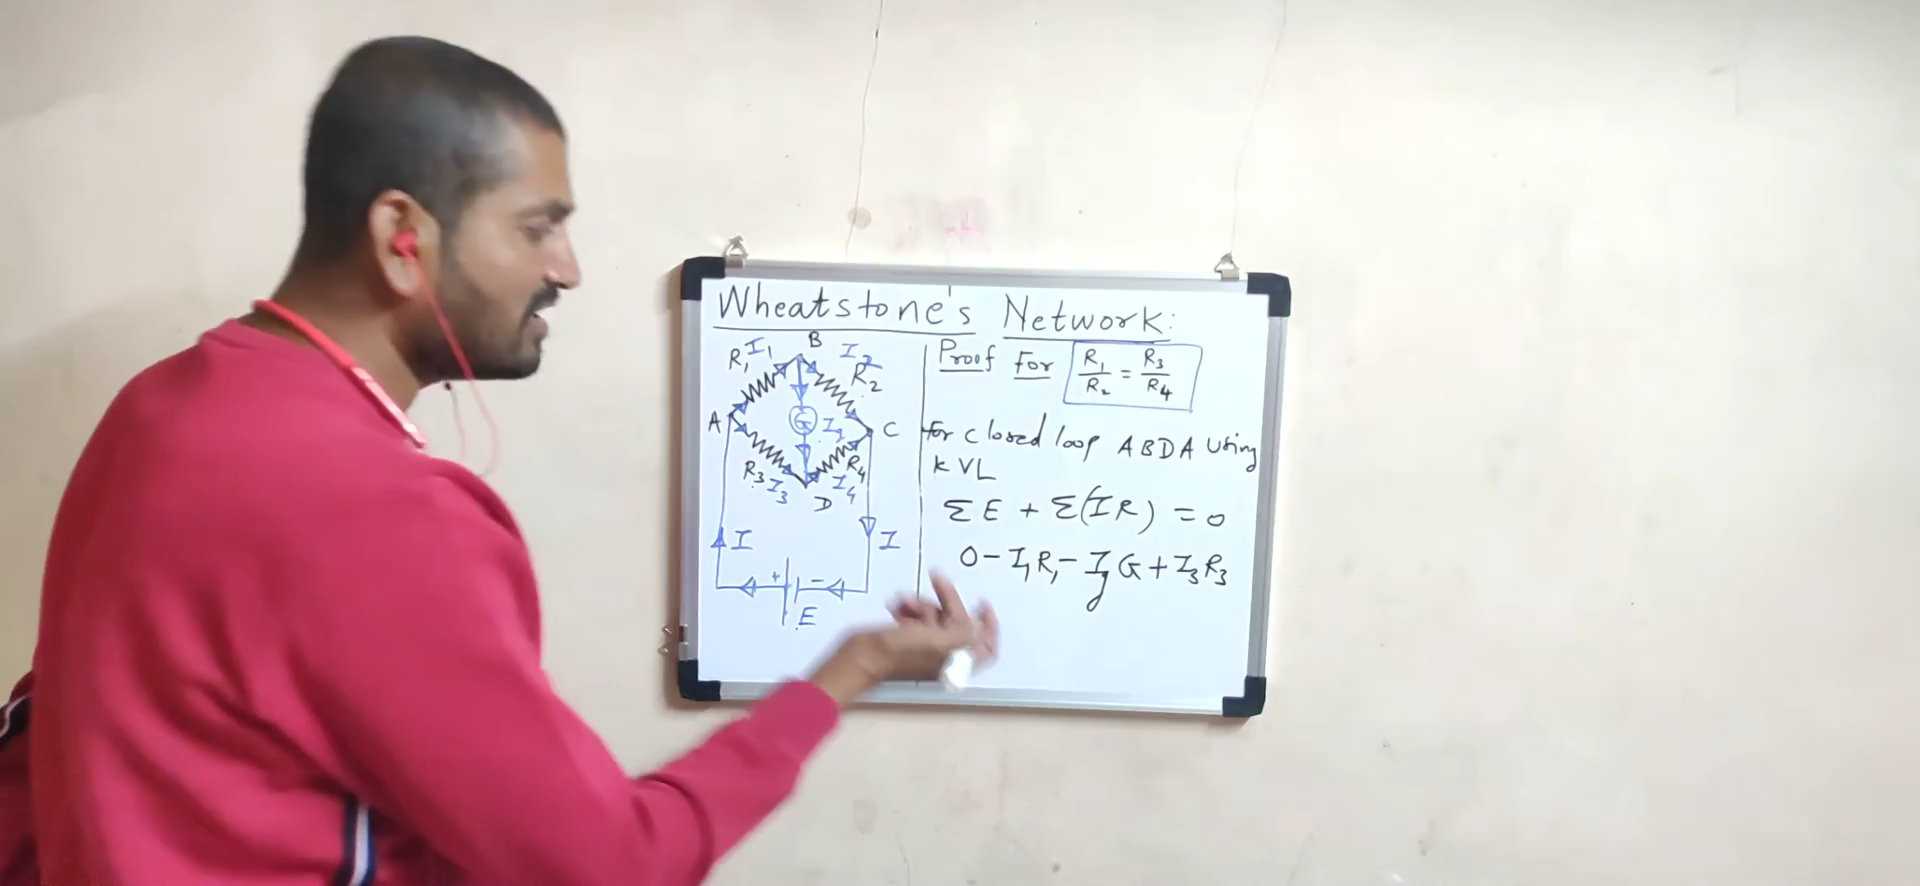 Wheatstone's Network:
B
I₁ I₂
R₁ R₂
A G Ig C
R₃ R₄
I₃ I₄
D
I I
+ −
E
Proof For R₁/R₂ = R₃/R₄
For closed loop ABDA using
KVL
ΣE + Σ(IR) = 0
0 − I₁R₁ − IgG + I₃R₃